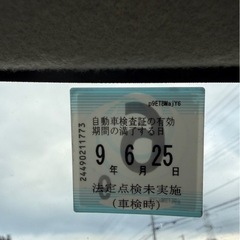 自動車検査証の有効
期間の満了する日
9 6 25
年 月 日
法定点検未実施
(車検時)
24490211773